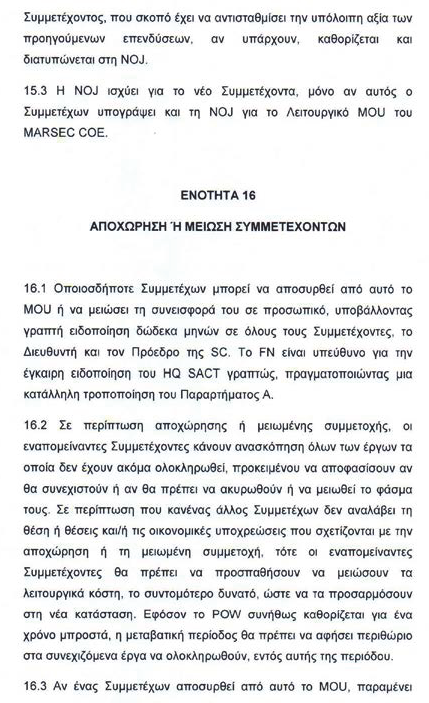 Συμμετέχοντος, που σκοπό έχει να αντισταθμίσει την υπόλοιπη αξία των
προηγούμενων επενδύσεων, αν υπάρχουν, καθορίζεται και
διατυπώνεται στη NOJ.
15.3 Η NOJ ισχύει για το νέο Συμμετέχοντα, μόνο αν αυτός ο
Συμμετέχων υπογράψει και τη NOJ για το Λειτουργικό MOU του
MARSEC COE.
ΕΝΟΤΗΤΑ 16
ΑΠΟΧΩΡΗΣΗ Ή ΜΕΙΩΣΗ ΣΥΜΜΕΤΕΧΟΝΤΩΝ
16.1 Οποιοσδήποτε Συμμετέχων μπορεί να αποσυρθεί από αυτό το
MOU ή να μειώσει τη συνεισφορά του σε προσωπικό, υποβάλλοντας
γραπτή ειδοποίηση δώδεκα μηνών σε όλους τους Συμμετέχοντες, το
Διευθυντή και τον Πρόεδρο της SC. Το FN είναι υπεύθυνο για την
έγκαιρη ειδοποίηση του HQ SACT γραπτώς, πραγματοποιώντας μια
κατάλληλη τροποποίηση του Παραρτήματος Α.
16.2 Σε περίπτωση αποχώρησης ή μειωμένης συμμετοχής, οι
εναπομείναντες Συμμετέχοντες κάνουν ανασκόπηση όλων των έργων τα
οποία δεν έχουν ακόμα ολοκληρωθεί, προκειμένου να αποφασίσουν αν
θα συνεχιστούν ή αν θα πρέπει να ακυρωθούν ή να μειωθεί το φάσμα
τους. Σε περίπτωση που κανένας άλλος Συμμετέχων δεν αναλάβει τη
θέση ή θέσεις και/ή τις οικονομικές υποχρεώσεις που σχετίζονται με την
αποχώρηση ή τη μειωμένη συμμετοχή, τότε οι εναπομείναντες
Συμμετέχοντες θα πρέπει να προσπαθήσουν να μειώσουν τα
λειτουργικά κόστη, το συντομότερο δυνατό, ώστε να τα προσαρμόσουν
στη νέα κατάσταση. Εφόσον το POW συνήθως καθορίζεται για ένα
χρόνο μπροστά, η μεταβατική περίοδος θα πρέπει να αφήσει περιθώριο
στα συνεχιζόμενα έργα να ολοκληρωθούν, εντός αυτής της περιόδου.
16.3 Αν ένας Συμμετέχων αποσυρθεί από αυτό το MOU, παραμένει